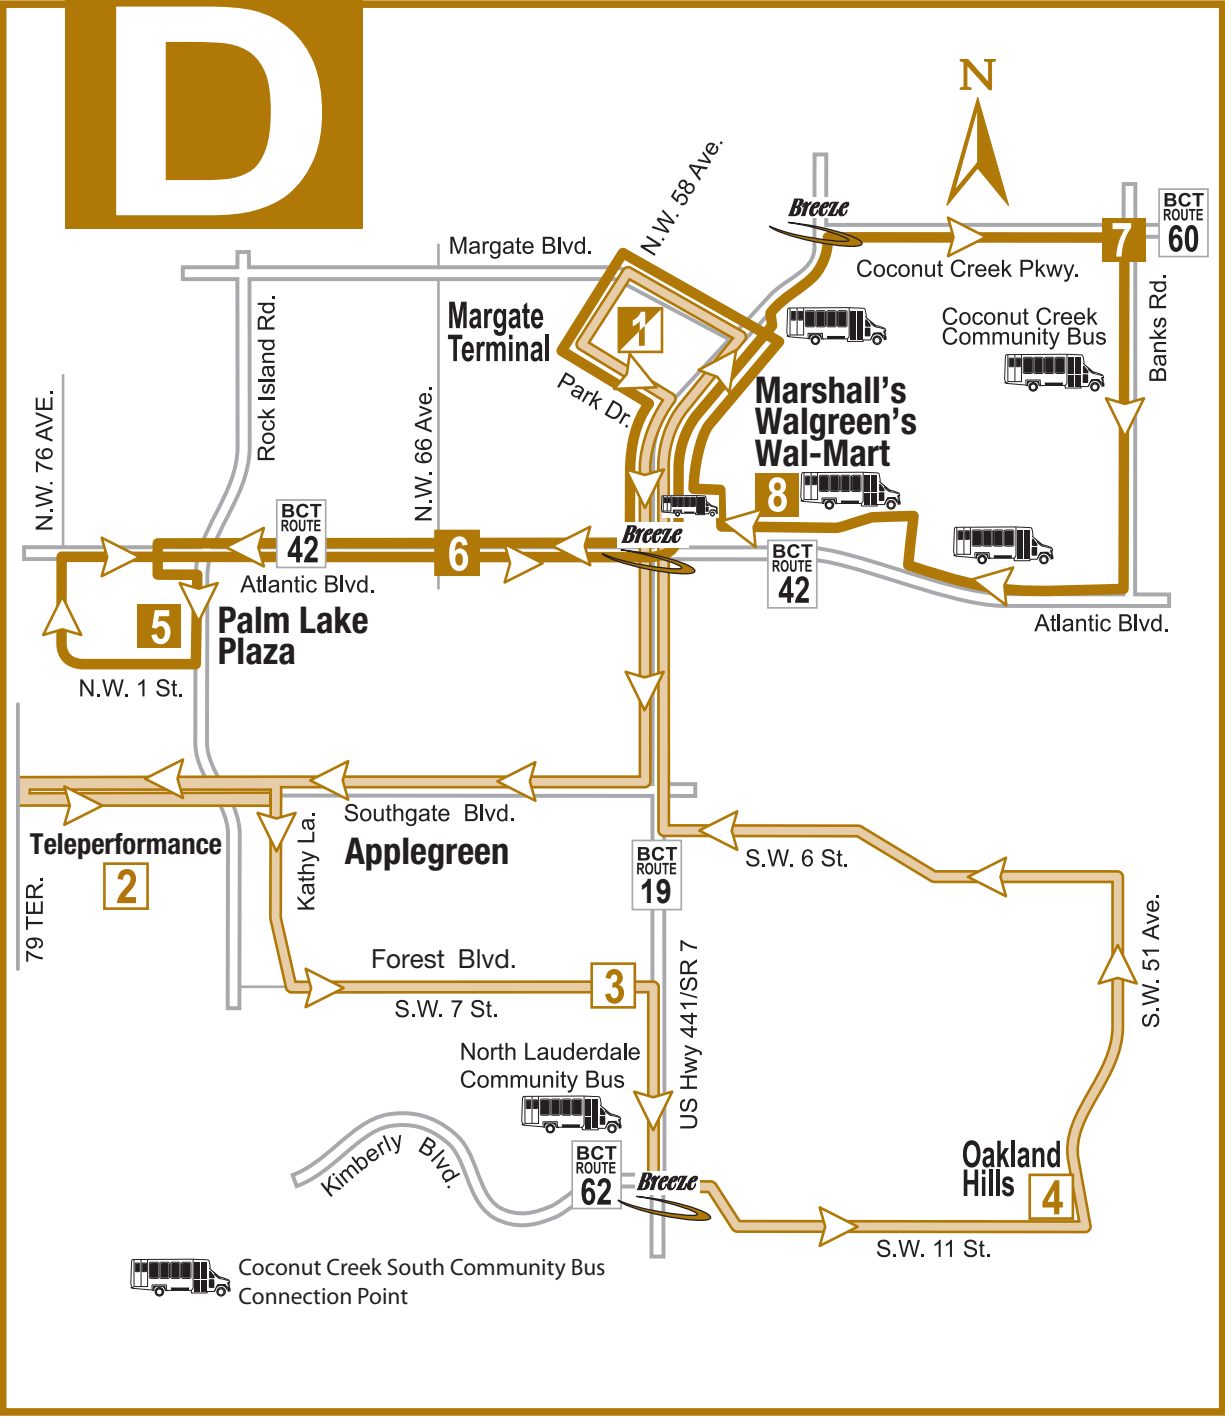 D
N
N.W. 58 Ave.
Breeze
BCT
ROUTE
60
7
Margate Blvd.
Coconut Creek Pkwy.
Rock Island Rd.
Margate
Terminal
1
Coconut Creek
Community Bus
Banks Rd.
Park Dr.
Marshall's
Walgreen's
Wal-Mart
8
N.W. 76 AVE.
N.W. 66 Ave.
BCT
ROUTE
42
6
Breeze
BCT
ROUTE
42
Atlantic Blvd.
Atlantic Blvd.
5
Palm Lake
Plaza
N.W. 1 St.
Southgate Blvd.
Teleperformance
2
Kathy La.
Applegreen
BCT
ROUTE
19
S.W. 6 St.
79 TER.
S.W. 51 Ave.
Forest Blvd.
3
S.W. 7 St.
US Hwy 441/SR 7
North Lauderdale
Community Bus
Kimberly Blvd.
BCT
ROUTE
62
Breeze
Oakland
Hills
4
S.W. 11 St.
Coconut Creek South Community Bus
Connection Point